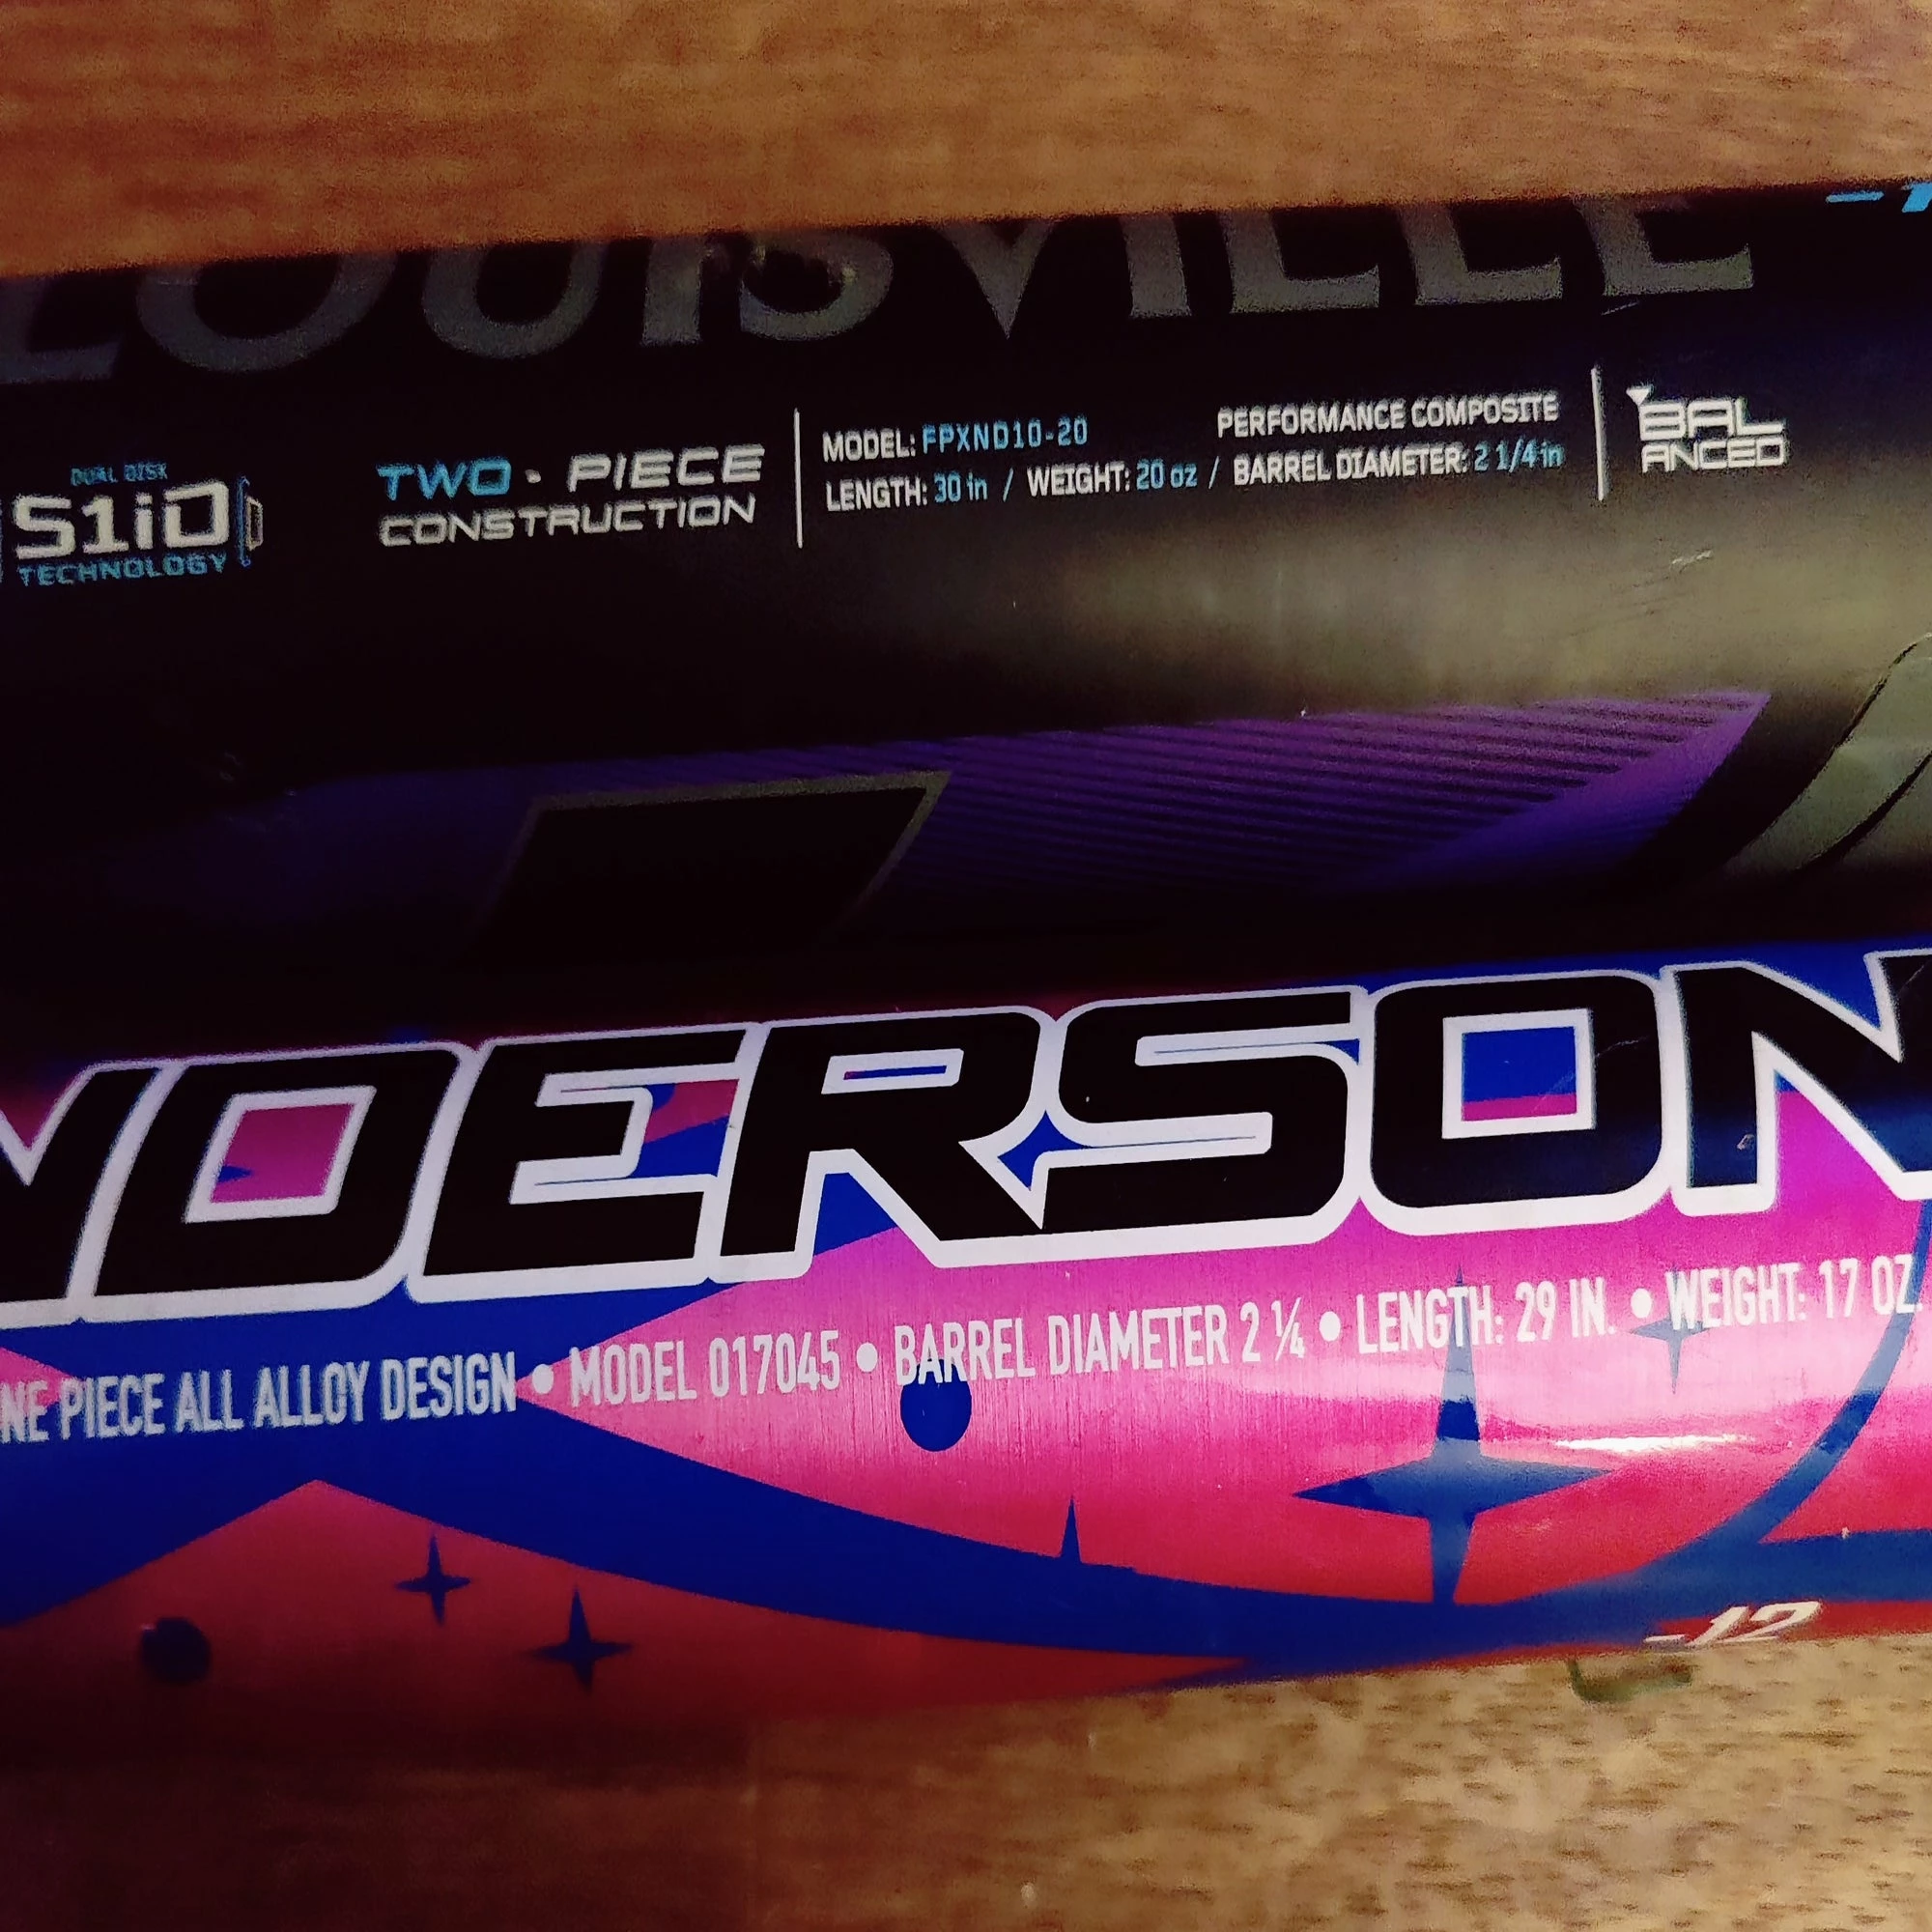 LOUISVILLE
DUAL DISK
S1iD
TECHNOLOGY
TWO - PIECE
CONSTRUCTION
MODEL: FPXND10-20
PERFORMANCE COMPOSITE
LENGTH: 30 in / WEIGHT: 20 oz / BARREL DIAMETER: 2 1/4 in
BAL
ANCED
NDERSON
NE PIECE ALL ALLOY DESIGN • MODEL 017045 • BARREL DIAMETER 2 ¼ • LENGTH: 29 IN. • WEIGHT: 17 OZ.
-12